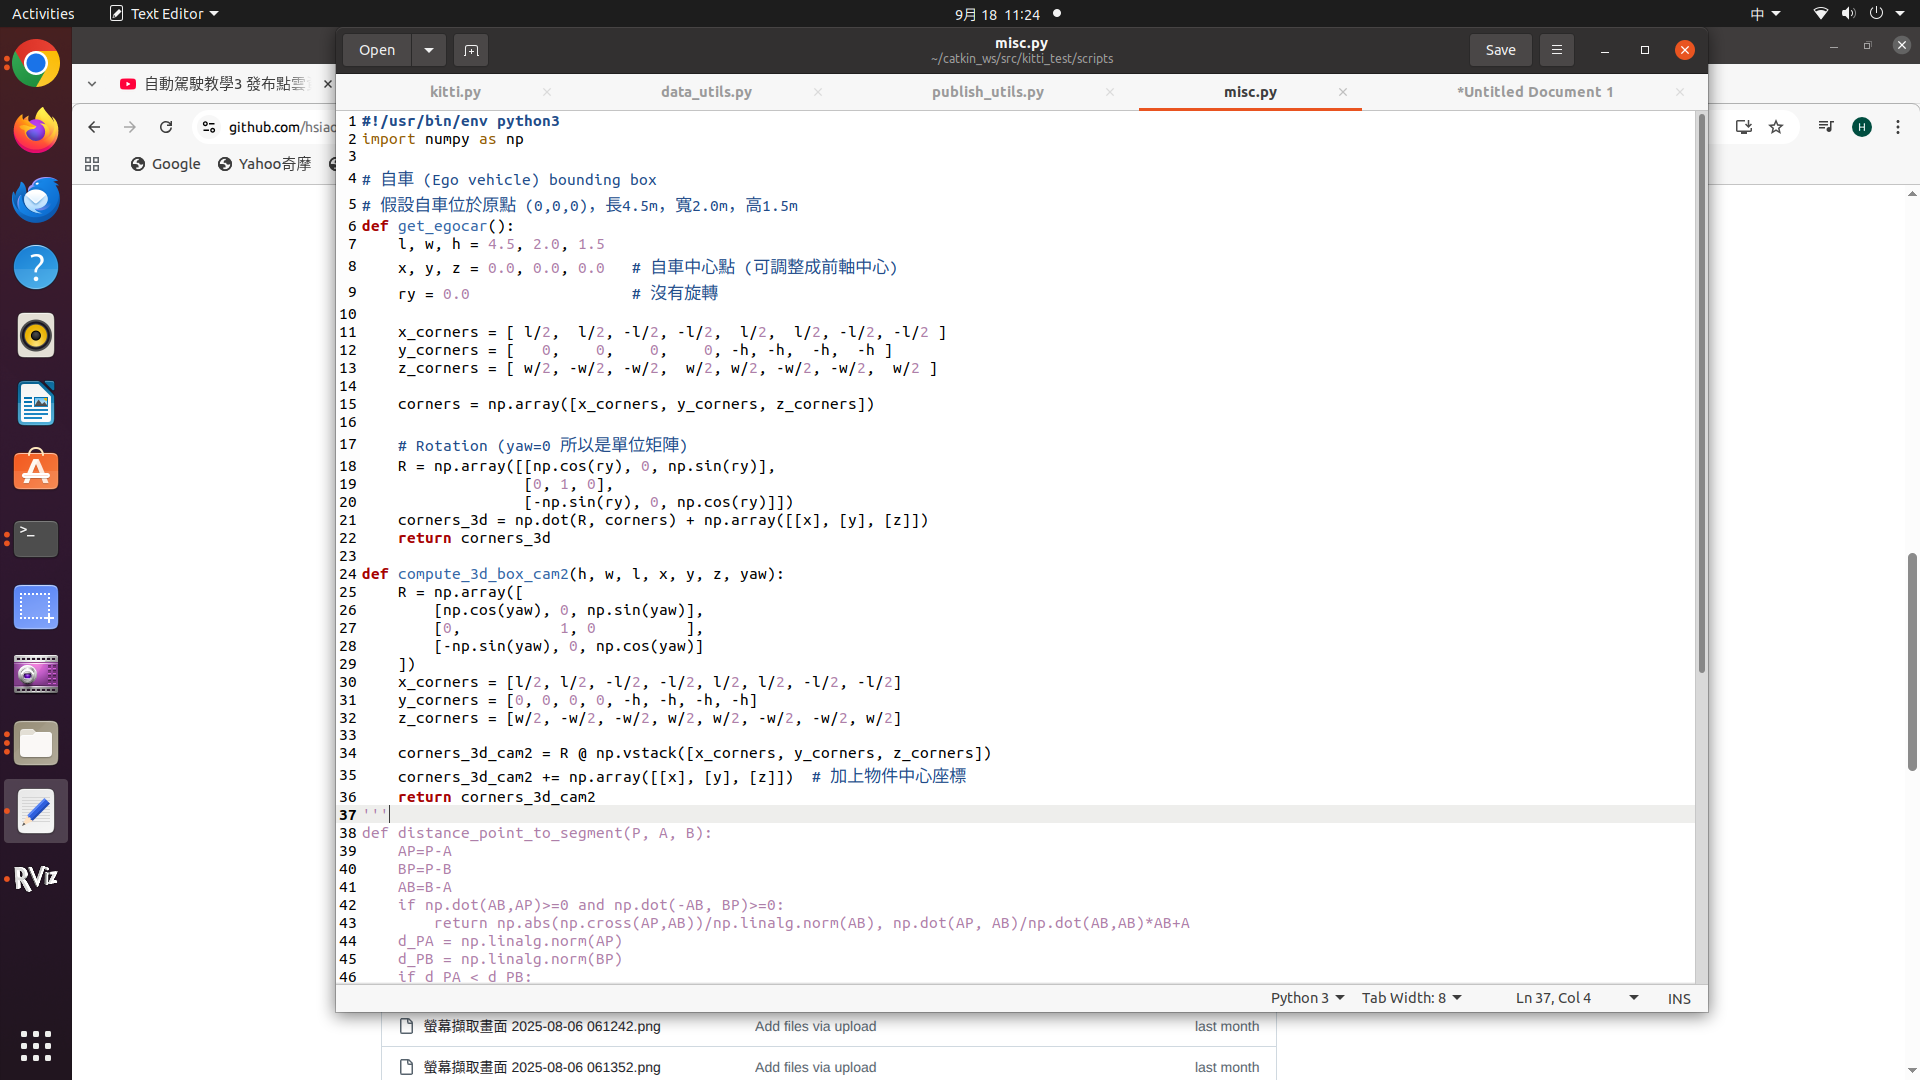 Activities
Text Editor
9月 18 11:24
中
Open
misc.py
~/catkin_ws/src/kitti_test/scripts
Save
自動駕駛教學3 發布點雲
kitti.py
data_utils.py
publish_utils.py
misc.py
*Untitled Document 1
github.com/hsiao
H
Google
Yahoo奇摩
1 #!/usr/bin/env python3
2 import numpy as np
3
4 # 自車 (Ego vehicle) bounding box
5 # 假設自車位於原點 (0,0,0)，長4.5m，寬2.0m，高1.5m
6 def get_egocar():
7     l, w, h = 4.5, 2.0, 1.5
8     x, y, z = 0.0, 0.0, 0.0   # 自車中心點 (可調整成前軸中心)
9     ry = 0.0                  # 沒有旋轉
10
11     x_corners = [ l/2,  l/2, -l/2, -l/2,  l/2,  l/2, -l/2, -l/2 ]
12     y_corners = [   0,    0,    0,    0, -h, -h,  -h,  -h ]
13     z_corners = [ w/2, -w/2, -w/2,  w/2, w/2, -w/2, -w/2,  w/2 ]
14
15     corners = np.array([x_corners, y_corners, z_corners])
16
17     # Rotation (yaw=0 所以是單位矩陣)
18     R = np.array([[np.cos(ry), 0, np.sin(ry)],
19                   [0, 1, 0],
20                   [-np.sin(ry), 0, np.cos(ry)]])
21     corners_3d = np.dot(R, corners) + np.array([[x], [y], [z]])
22     return corners_3d
23
24 def compute_3d_box_cam2(h, w, l, x, y, z, yaw):
25     R = np.array([
26         [np.cos(yaw), 0, np.sin(yaw)],
27         [0,           1, 0          ],
28         [-np.sin(yaw), 0, np.cos(yaw)]
29     ])
30     x_corners = [l/2, l/2, -l/2, -l/2, l/2, l/2, -l/2, -l/2]
31     y_corners = [0, 0, 0, 0, -h, -h, -h, -h]
32     z_corners = [w/2, -w/2, -w/2, w/2, w/2, -w/2, -w/2, w/2]
33
34     corners_3d_cam2 = R @ np.vstack([x_corners, y_corners, z_corners])
35     corners_3d_cam2 += np.array([[x], [y], [z]])  # 加上物件中心座標
36     return corners_3d_cam2
37 '''
38 def distance_point_to_segment(P, A, B):
39     AP=P-A
40     BP=P-B
41     AB=B-A
42     if np.dot(AB,AP)>=0 and np.dot(-AB, BP)>=0:
43         return np.abs(np.cross(AP,AB))/np.linalg.norm(AB), np.dot(AP, AB)/np.dot(AB,AB)*AB+A
44     d_PA = np.linalg.norm(AP)
45     d_PB = np.linalg.norm(BP)
46     if d_PA < d_PB:
RViz
Python 3
Tab Width: 8
Ln 37, Col 4
INS
螢幕擷取畫面 2025-08-06 061242.png
Add files via upload
last month
螢幕擷取畫面 2025-08-06 061352.png
Add files via upload
last month